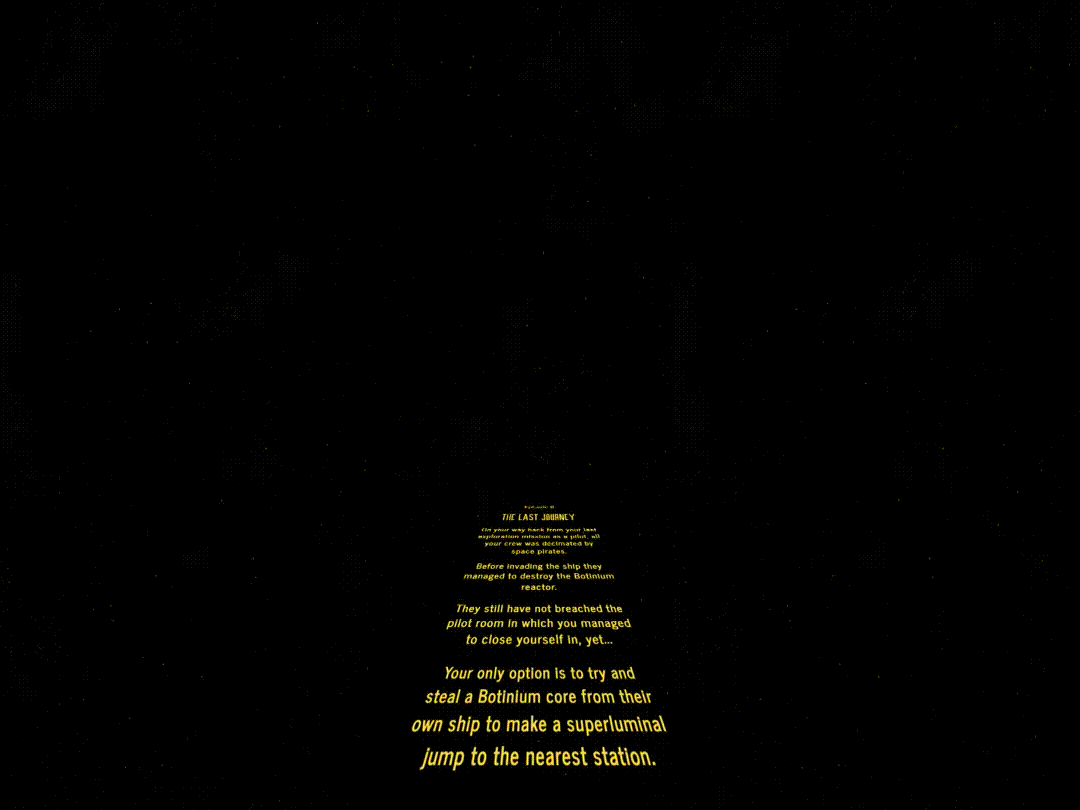 THE LAST JOURNEY
On your way back from your last
exploration mission as a pilot, all
your crew was decimated by
space pirates.
Before invading the ship they
managed to destroy the Botinium
reactor.
They still have not breached the
pilot room in which you managed
to close yourself in, yet...
Your only option is to try and
steal a Botinium core from their
own ship to make a superluminal
jump to the nearest station.